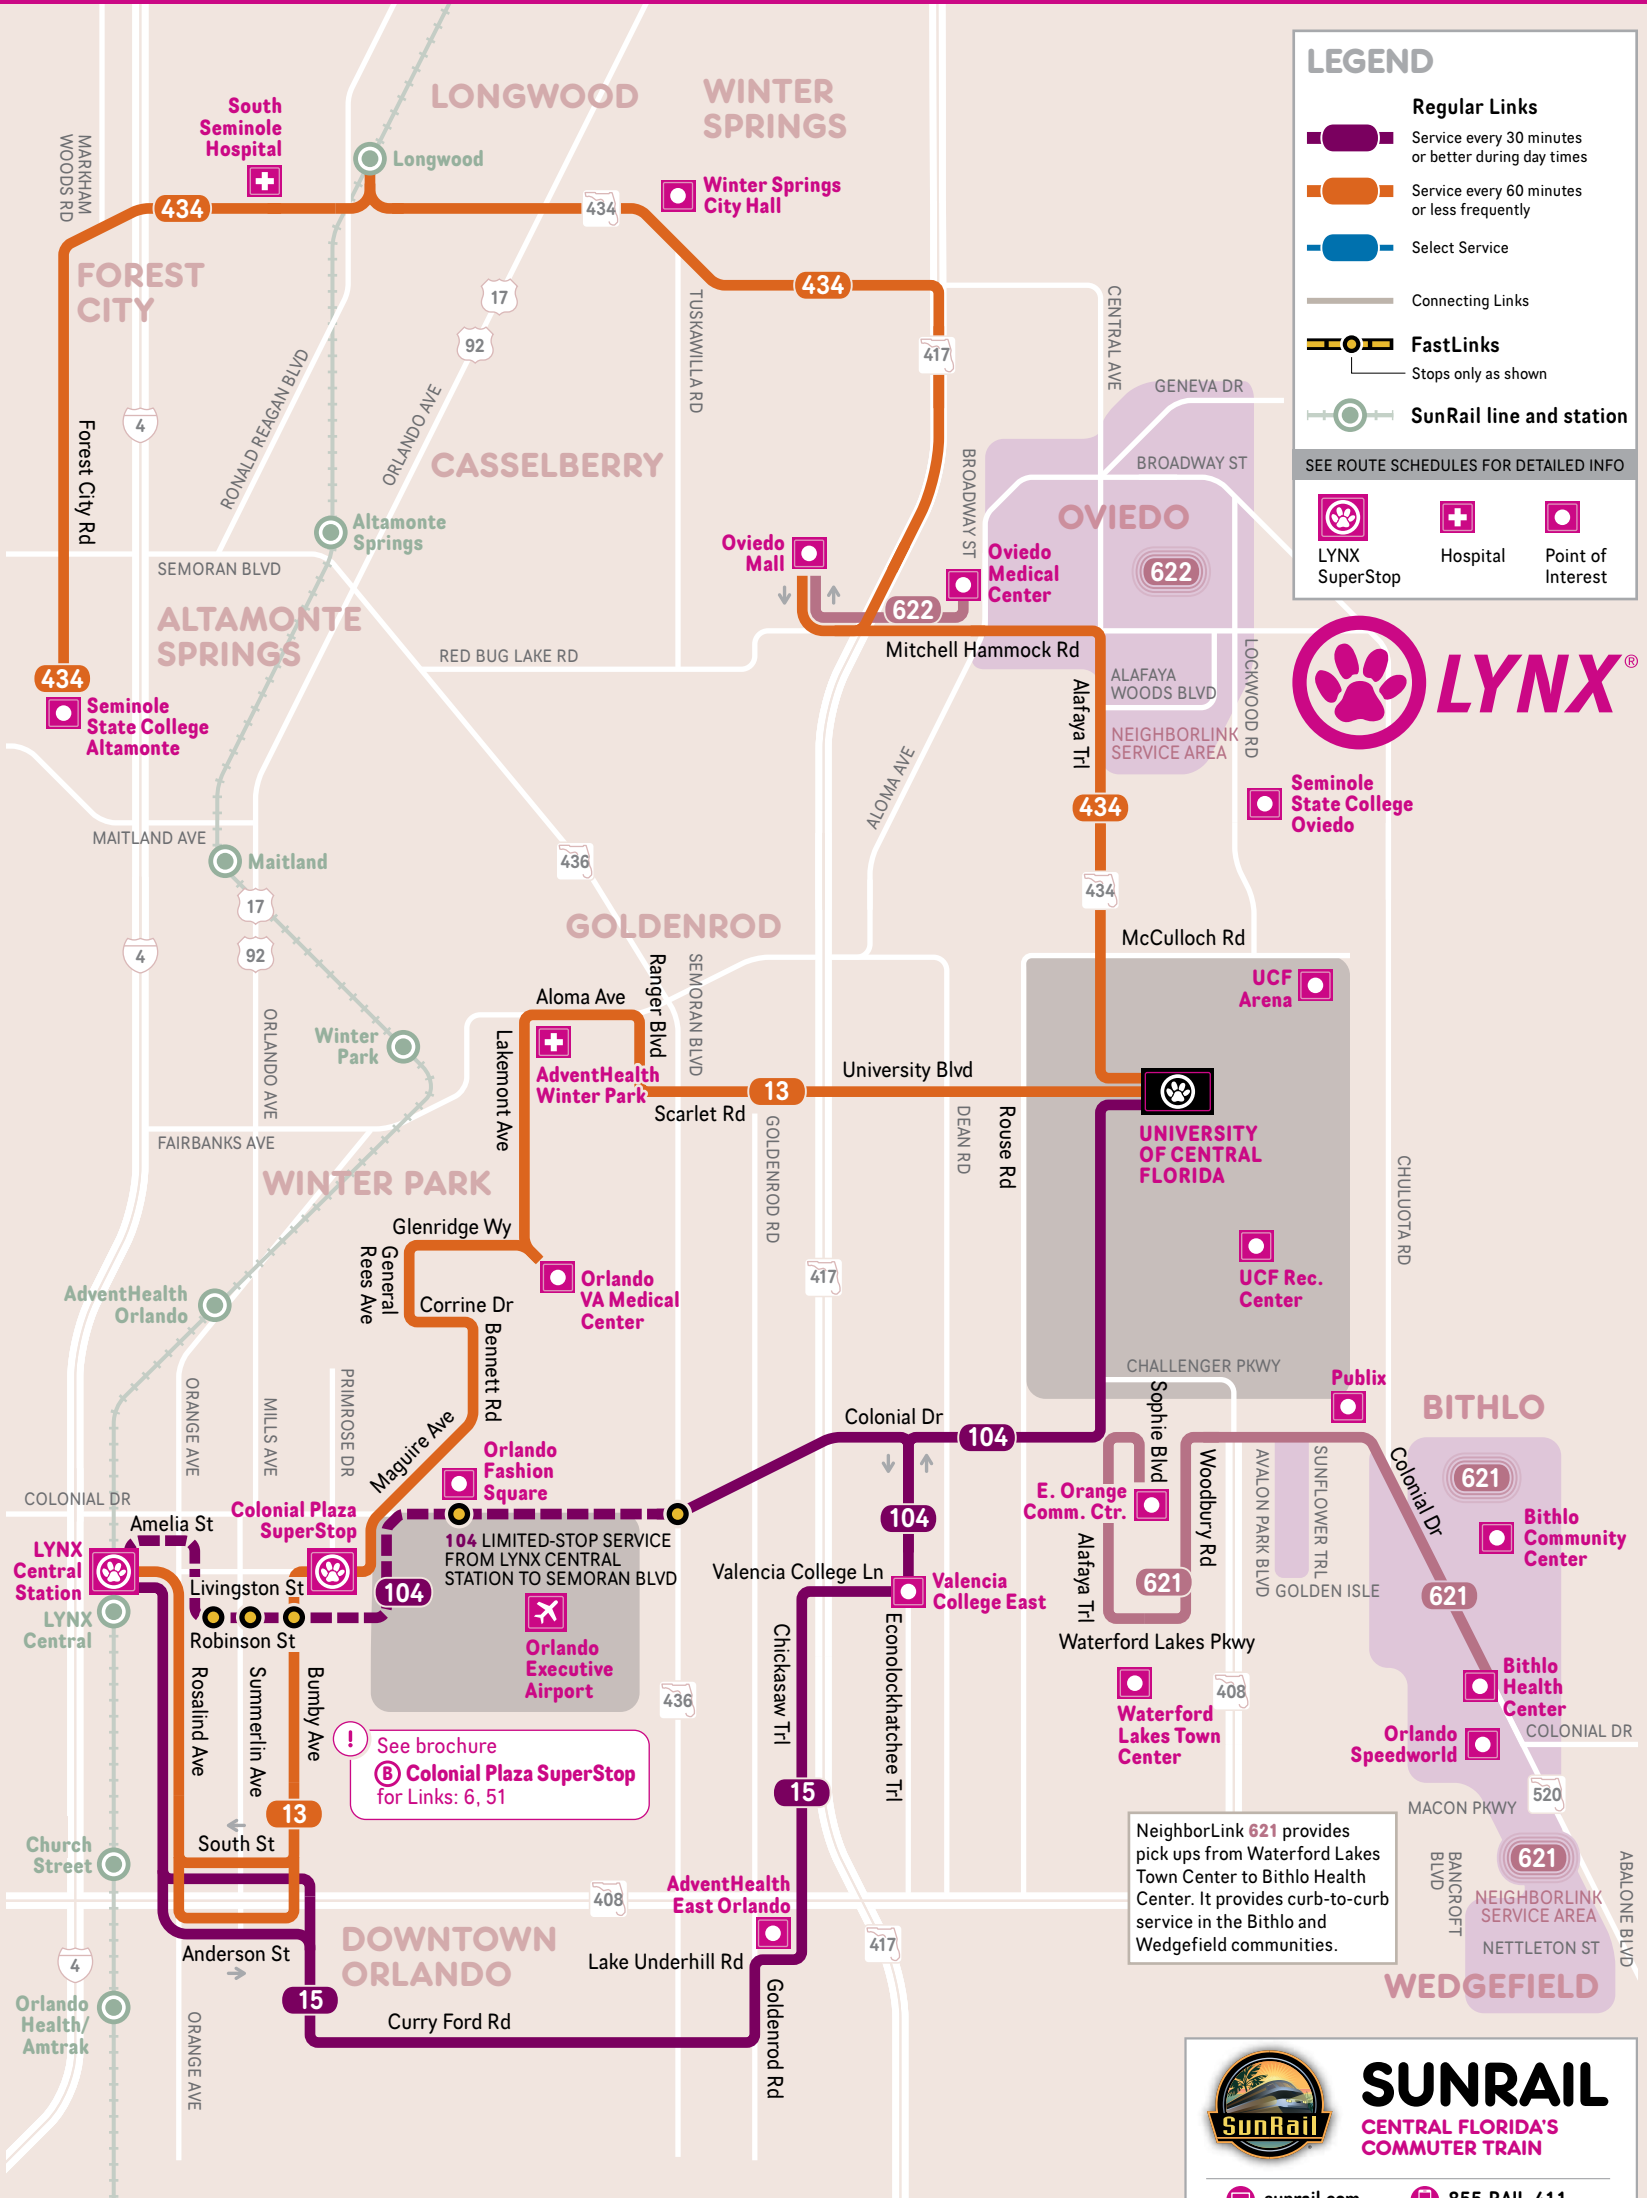 LEGEND
Regular Links
Service every 30 minutes
or better during day times
Service every 60 minutes
or less frequently
Select Service
Connecting Links
FastLinks
Stops only as shown
SunRail line and station
SEE ROUTE SCHEDULES FOR DETAILED INFO
LYNX
SuperStop
Hospital
Point of
Interest
LYNX®
LONGWOOD
WINTER
SPRINGS
South
Seminole
Hospital
MARKHAM
WOODS RD
Longwood
434
434
Winter Springs
City Hall
FOREST
CITY
17
92
434
TUSKAWILLA RD
417
CENTRAL AVE
GENEVA DR
RONALD REAGAN BLVD
ORLANDO AVE
4
Forest City Rd
CASSELBERRY
BROADWAY ST
BROADWAY ST
OVIEDO
Altamonte
Springs
Oviedo
Mall
Oviedo
Medical
Center
622
622
SEMORAN BLVD
ALTAMONTE
SPRINGS
RED BUG LAKE RD
Mitchell Hammock Rd
434
Seminole
State College
Altamonte
Alafaya Trl
ALAFAYA
WOODS BLVD
LOCKWOOD RD
NEIGHBORLINK
SERVICE AREA
ALOMA AVE
Seminole
State College
Oviedo
434
MAITLAND AVE
Maitland
436
434
17
92
4
GOLDENROD
McCulloch Rd
Ranger Blvd
SEMORAN BLVD
UCF
Arena
Aloma Ave
ORLANDO AVE
Winter
Park
Lakemont Ave
AdventHealth
Winter Park
University Blvd
13
Scarlet Rd
GOLDENROD RD
DEAN RD
Rouse Rd
UNIVERSITY
OF CENTRAL
FLORIDA
FAIRBANKS AVE
WINTER PARK
CHULUOTA RD
Glenridge Wy
General
Rees Ave
Orlando
VA Medical
Center
417
UCF Rec.
Center
AdventHealth
Orlando
Corrine Dr
Bennett Rd
CHALLENGER PKWY
ORANGE AVE
MILLS AVE
PRIMROSE DR
Maguire Ave
Publix
BITHLO
Colonial Dr
104
Sophie Blvd
Orlando
Fashion
Square
COLONIAL DR
Amelia St
Colonial Plaza
SuperStop
Woodbury Rd
AVALON PARK BLVD
SUNFLOWER TRL
Colonial Dr
621
E. Orange
Comm. Ctr.
104
Bithlo
Community
Center
LYNX
Central
Station
104 LIMITED-STOP SERVICE
FROM LYNX CENTRAL
STATION TO SEMORAN BLVD
Valencia College Ln
Livingston St
104
Valencia
College East
Alafaya Trl
621
GOLDEN ISLE
621
LYNX
Central
Robinson St
Waterford Lakes Pkwy
Orlando
Executive
Airport
Rosalind Ave
Summerlin Ave
Bumby Ave
Chickasaw Trl
Econolockhatchee Trl
436
Waterford
Lakes Town
Center
408
Bithlo
Health
Center
COLONIAL DR
Orlando
Speedworld
!
See brochure
B Colonial Plaza SuperStop
for Links: 6, 51
15
520
MACON PKWY
13
South St
Church
Street
NeighborLink 621 provides
pick ups from Waterford Lakes
Town Center to Bithlo Health
Center. It provides curb-to-curb
service in the Bithlo and
Wedgefield communities.
BANCROFT
BLVD
621
ABALONE BLVD
NEIGHBORLINK
SERVICE AREA
NETTLETON ST
WEDGEFIELD
AdventHealth
East Orlando
408
417
DOWNTOWN
ORLANDO
Anderson St
4
Lake Underhill Rd
15
Orlando
Health/
Amtrak
Curry Ford Rd
Goldenrod Rd
ORANGE AVE
SunRail
SUNRAIL
CENTRAL FLORIDA'S
COMMUTER TRAIN
sunrail.com
855-RAIL-411